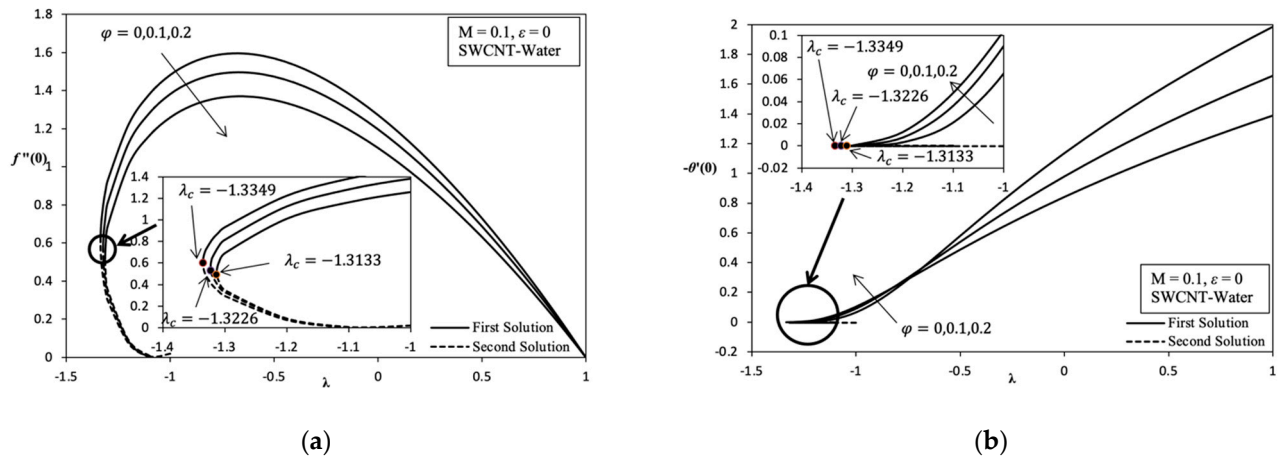 1.8
1.6
1.4
1.2
1
0.8
0.6
0.4
0.2
0
f"(0)
-1.5
-1
-0.5
0
0.5
1
λ
φ = 0,0.1,0.2
M = 0.1, ε = 0
SWCNT-Water
1.4
1.2
1
0.8
0.6
0.4
0.2
0
-1.4
-1.3
-1.2
-1.1
-1
λc = −1.3349
λc = −1.3133
λc = −1.3226
First Solution
Second Solution
(a)
2
1.8
1.6
1.4
1.2
1
0.8
0.6
0.4
0.2
0
-0.2
-θ'(0)
-1.5
-1
-0.5
0
0.5
1
λ
0.1
0.08
0.06
0.04
0.02
0
-0.02
-1.4
-1.3
-1.2
-1.1
-1
λc = −1.3349
φ = 0,0.1,0.2
λc = −1.3226
λc = −1.3133
φ = 0,0.1,0.2
M = 0.1, ε = 0
SWCNT-Water
First Solution
Second Solution
(b)